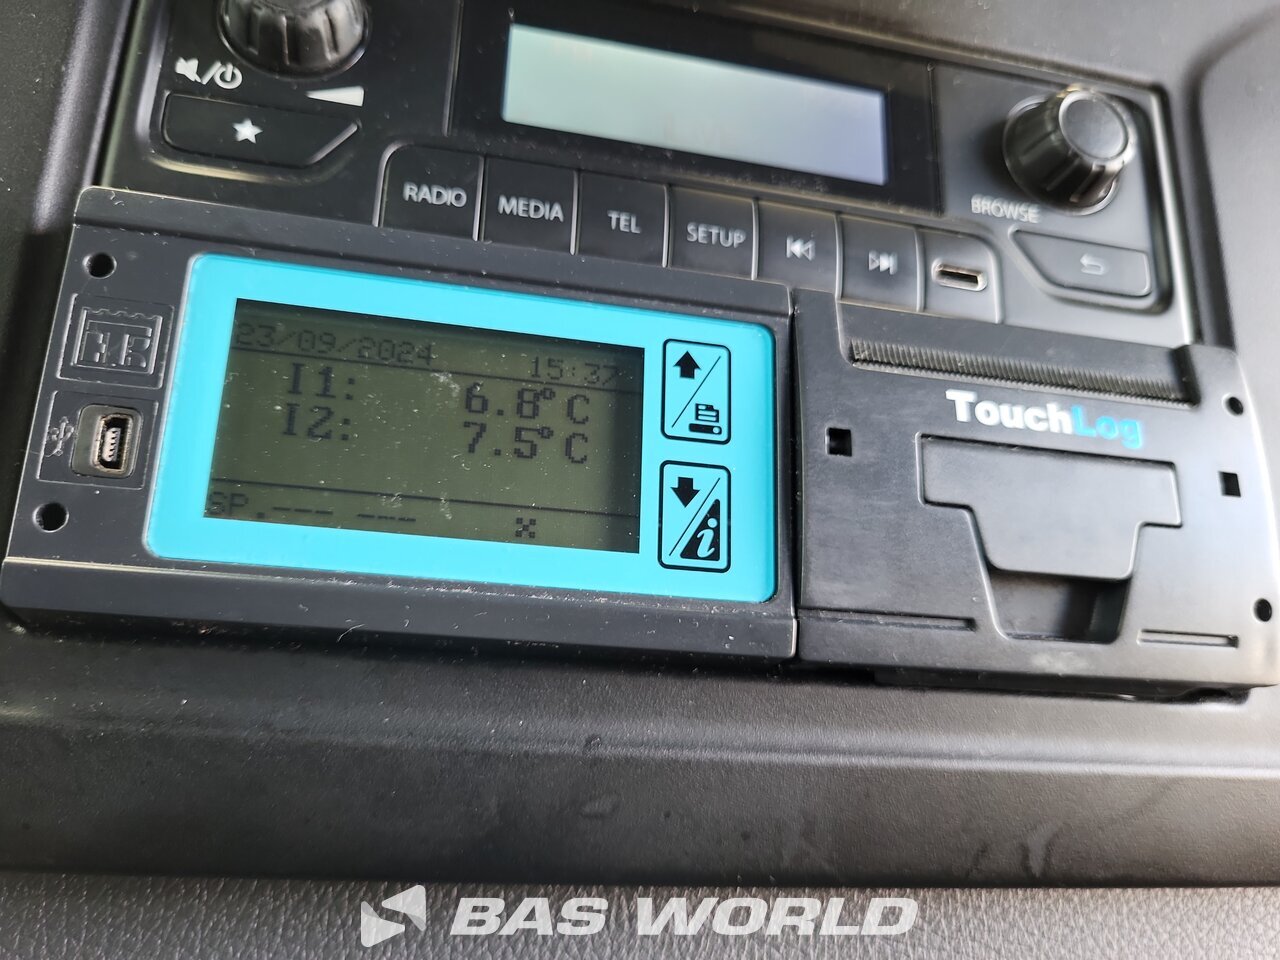 RADIO
MEDIA
TEL
SETUP
BROWSE
23/09/2024 15:37
I1: 6.8°C
I2: 7.5°C
SP.--- ---
i
TouchLog
BAS WORLD